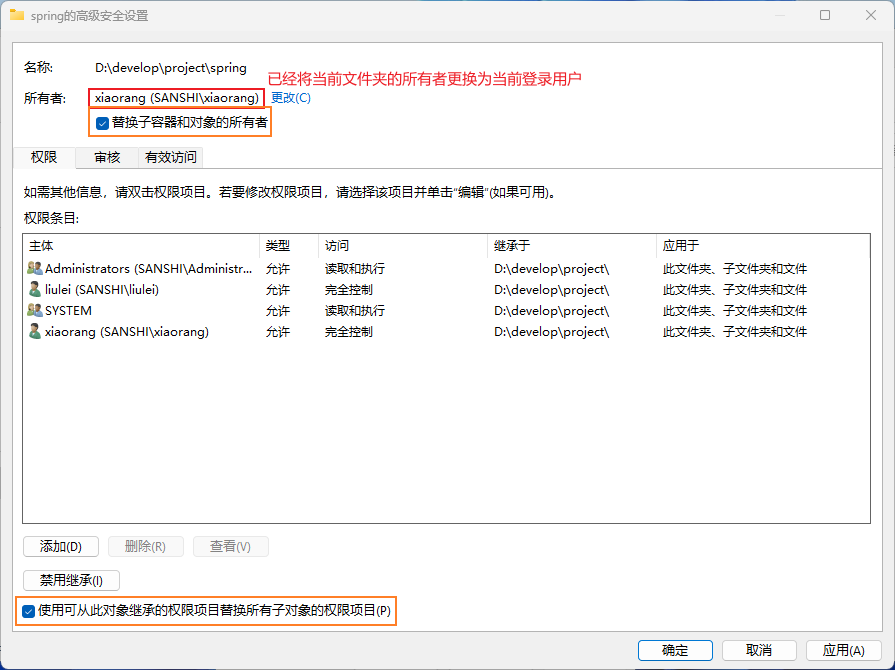 spring的高级安全设置
名称: D:\develop\project\spring
已经将当前文件夹的所有者更换为当前登录用户
所有者: xiaorang (SANSHI\xiaorang) 更改(C)
替换子容器和对象的所有者
权限 审核 有效访问
如需其他信息，请双击权限项目。若要修改权限项目，请选择该项目并单击“编辑”(如果可用)。
权限条目:
主体 类型 访问 继承于 应用于
Administrators (SANSHI\Administr... 允许 读取和执行 D:\develop\project\ 此文件夹、子文件夹和文件
liulei (SANSHI\liulei) 允许 完全控制 D:\develop\project\ 此文件夹、子文件夹和文件
SYSTEM 允许 读取和执行 D:\develop\project\ 此文件夹、子文件夹和文件
xiaorang (SANSHI\xiaorang) 允许 完全控制 D:\develop\project\ 此文件夹、子文件夹和文件
添加(D) 删除(R) 查看(V)
禁用继承(I)
使用可从此对象继承的权限项目替换所有子对象的权限项目(P)
确定 取消 应用(A)